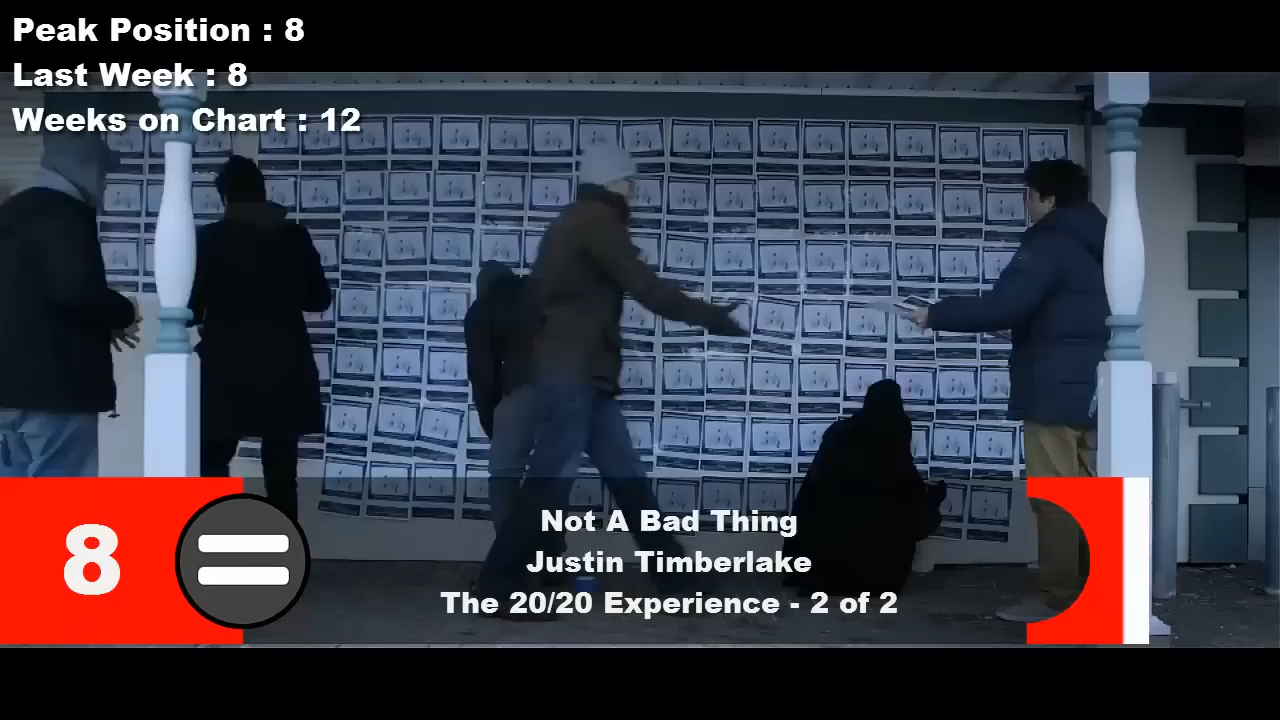 Peak Position : 8
Last Week : 8
Weeks on Chart : 12
8
Not A Bad Thing
Justin Timberlake
The 20/20 Experience - 2 of 2